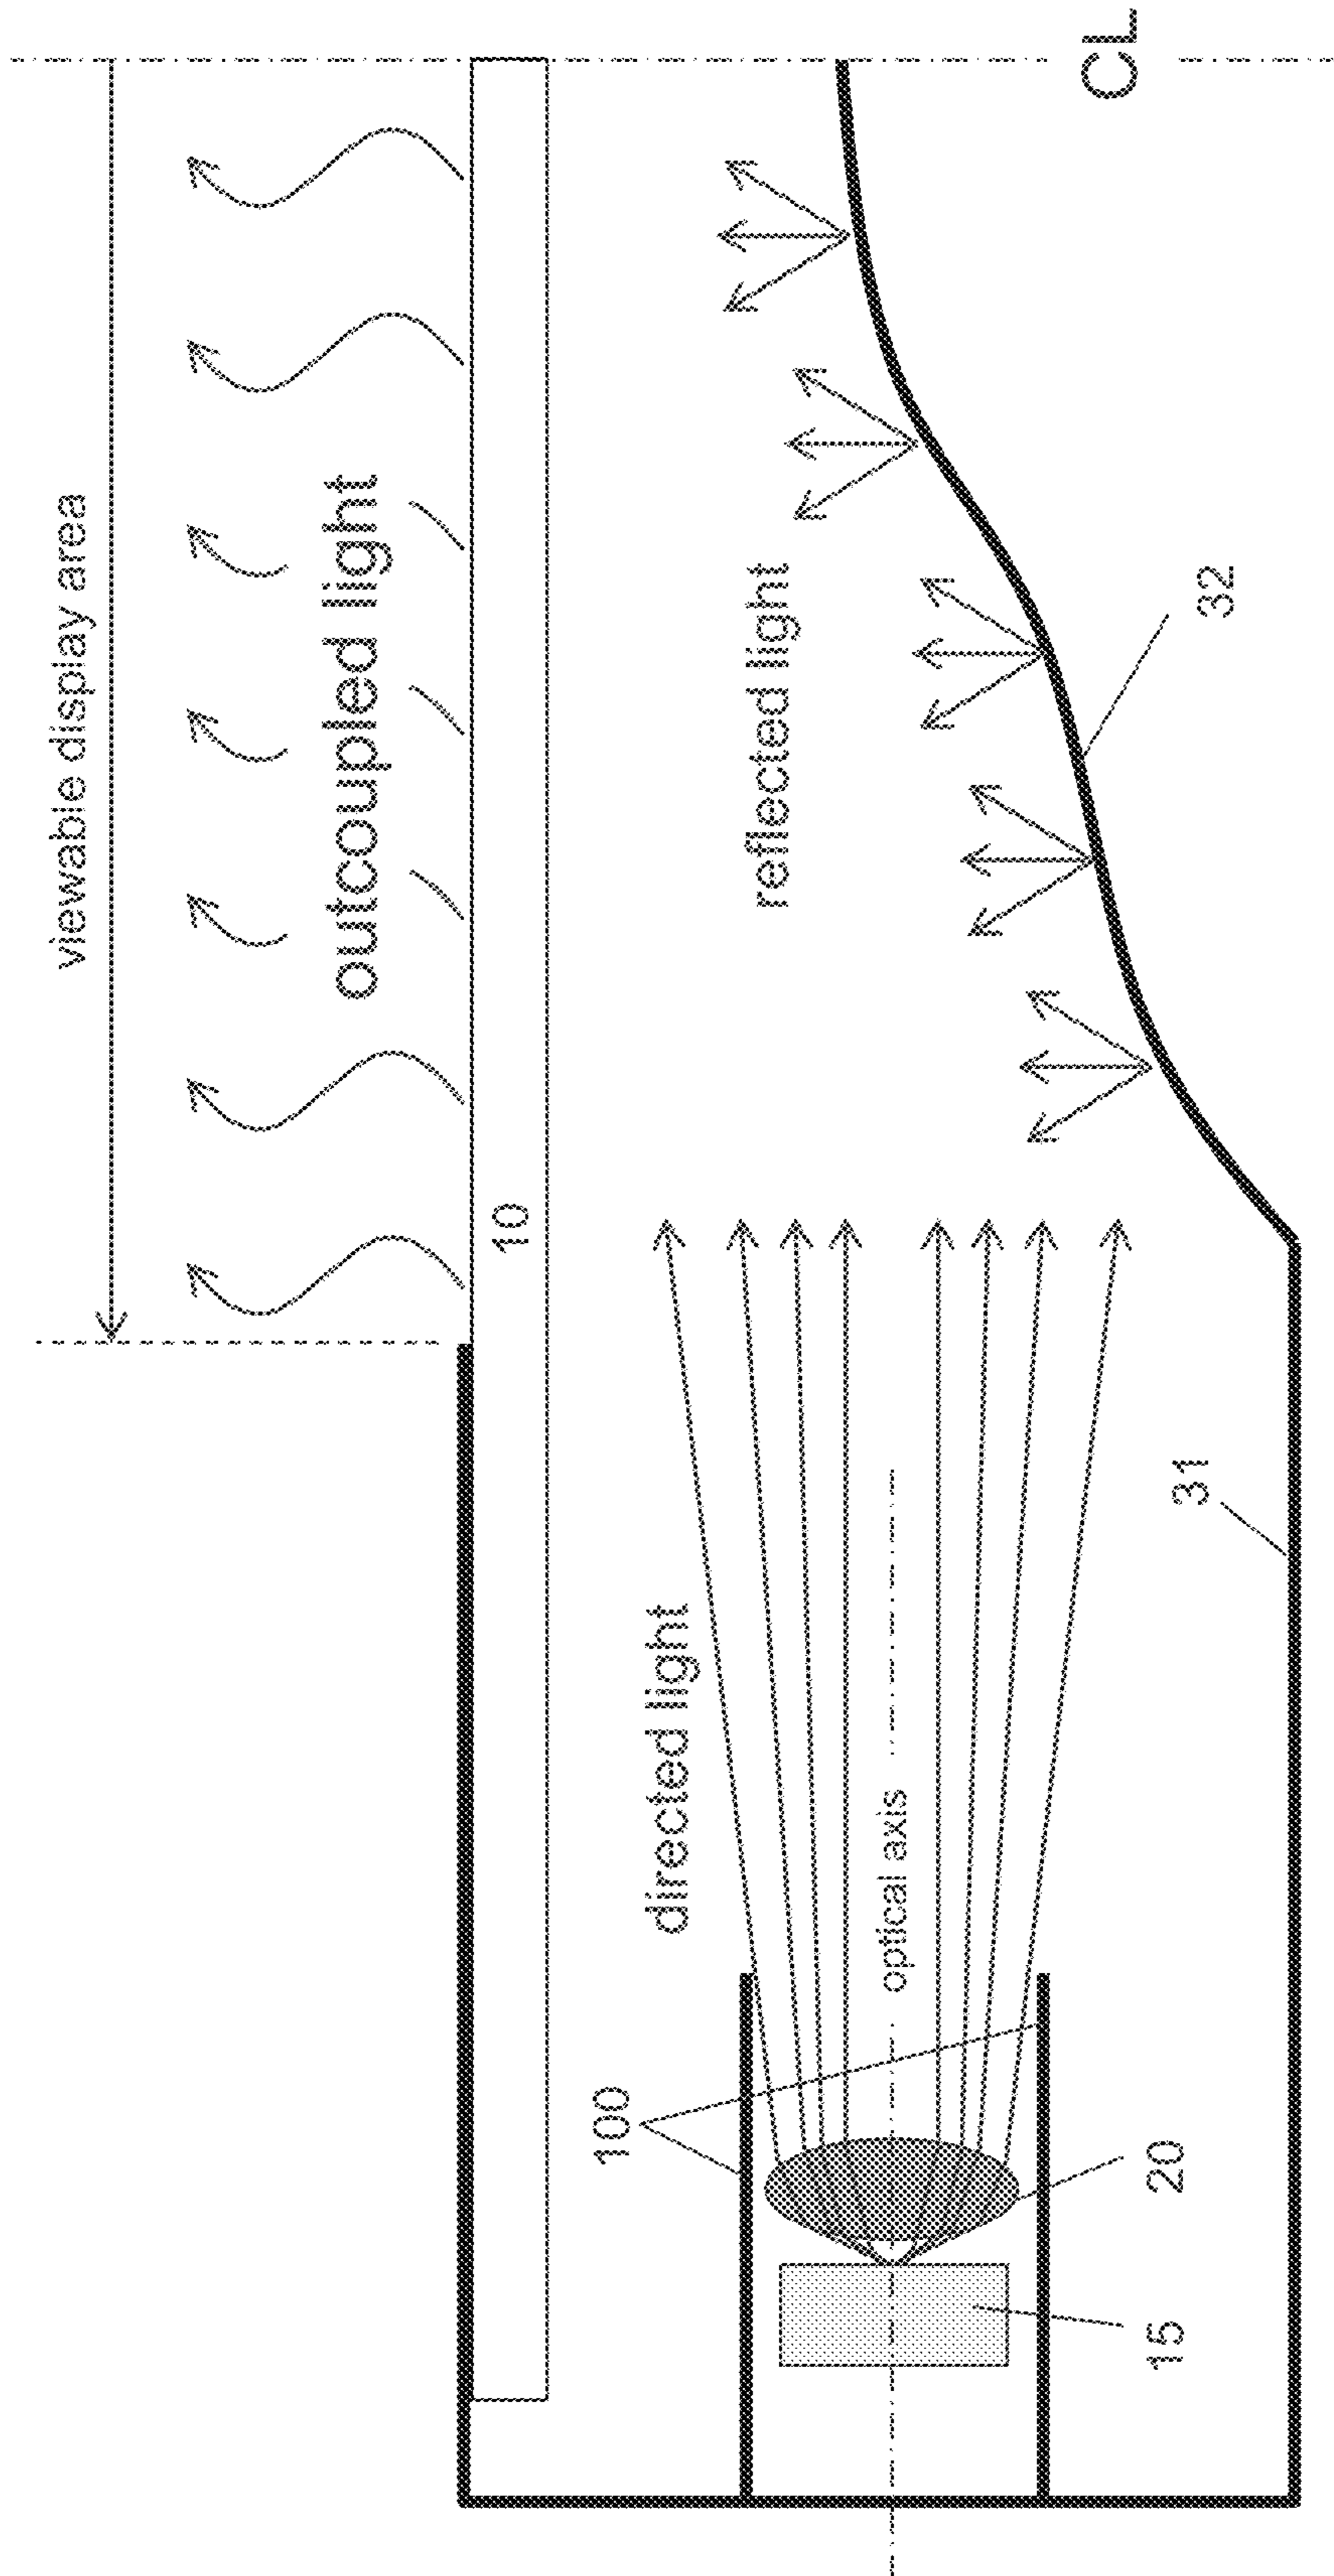 viewable display area
outcoupled light
10
reflected light
CL
32
directed light
optical axis
31
100
20
15